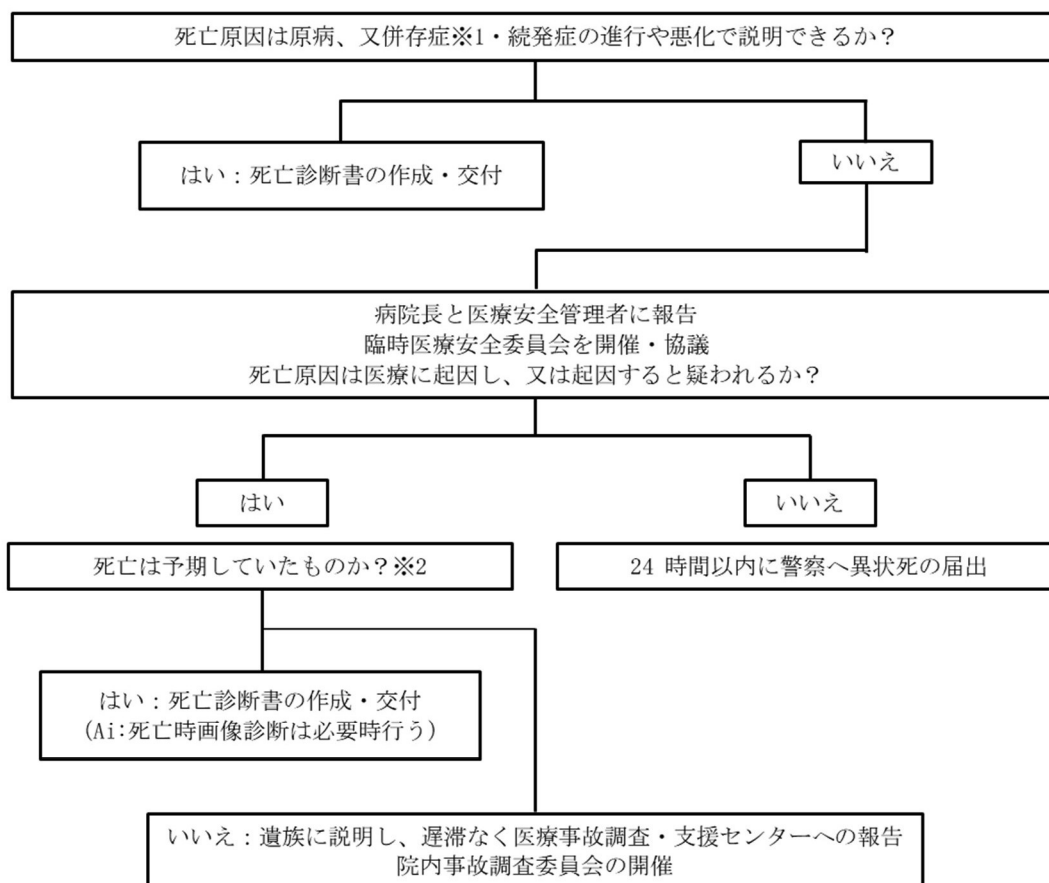 死亡原因は原病、又併存症※1・続発症の進行や悪化で説明できるか？
はい：死亡診断書の作成・交付
いいえ
病院長と医療安全管理者に報告
臨時医療安全委員会を開催・協議
死亡原因は医療に起因し、又は起因すると疑われるか？
はい
いいえ
死亡は予期していたものか？※2
24 時間以内に警察へ異状死の届出
はい：死亡診断書の作成・交付
(Ai:死亡時画像診断は必要時行う)
いいえ：遺族に説明し、遅滞なく医療事故調査・支援センターへの報告
院内事故調査委員会の開催